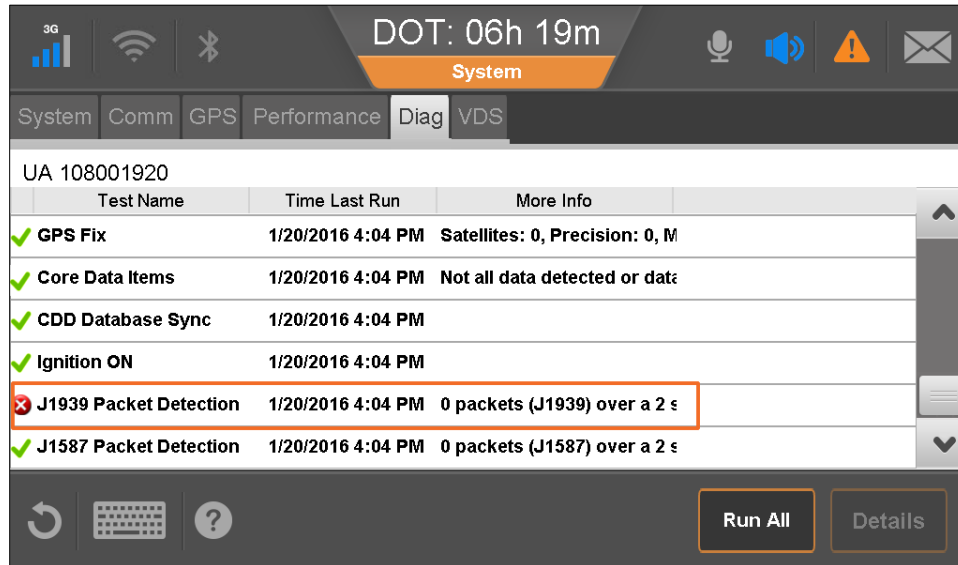 3G
DOT: 06h 19m
System
System Comm GPS Performance Diag VDS
UA 108001920
Test Name Time Last Run More Info
GPS Fix 1/20/2016 4:04 PM Satellites: 0, Precision: 0, M
Core Data Items 1/20/2016 4:04 PM Not all data detected or data
CDD Database Sync 1/20/2016 4:04 PM
Ignition ON 1/20/2016 4:04 PM
J1939 Packet Detection 1/20/2016 4:04 PM 0 packets (J1939) over a 2 s
J1587 Packet Detection 1/20/2016 4:04 PM 0 packets (J1587) over a 2 s
? Run All Details